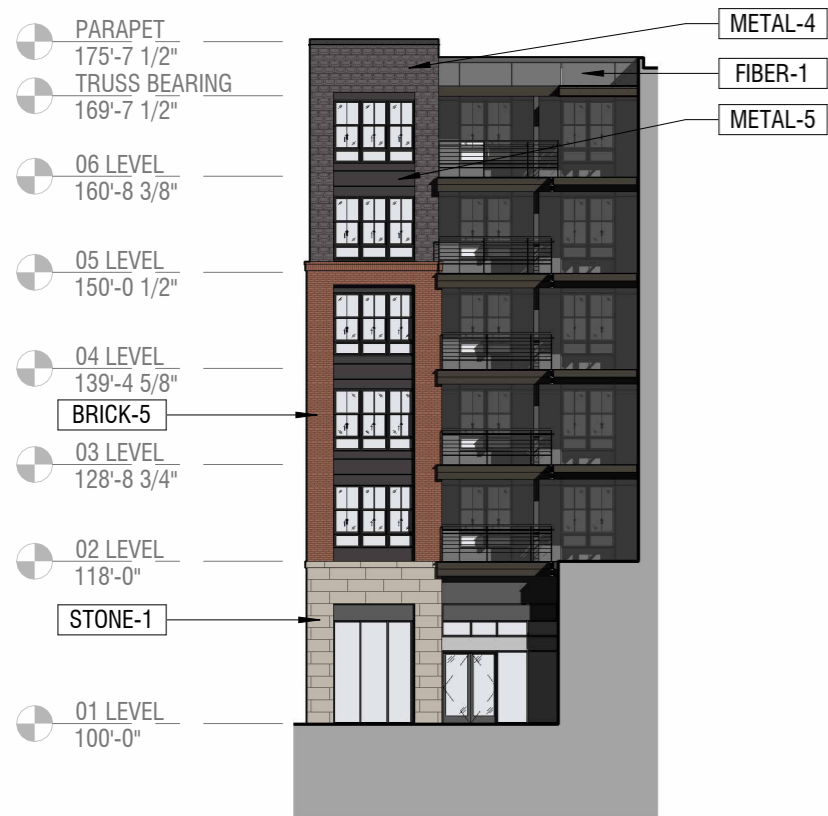 PARAPET
175'-7 1/2"
TRUSS BEARING
169'-7 1/2"
06 LEVEL
160'-8 3/8"
05 LEVEL
150'-0 1/2"
04 LEVEL
139'-4 5/8"
BRICK-5
03 LEVEL
128'-8 3/4"
02 LEVEL
118'-0"
STONE-1
01 LEVEL
100'-0"
METAL-4
FIBER-1
METAL-5